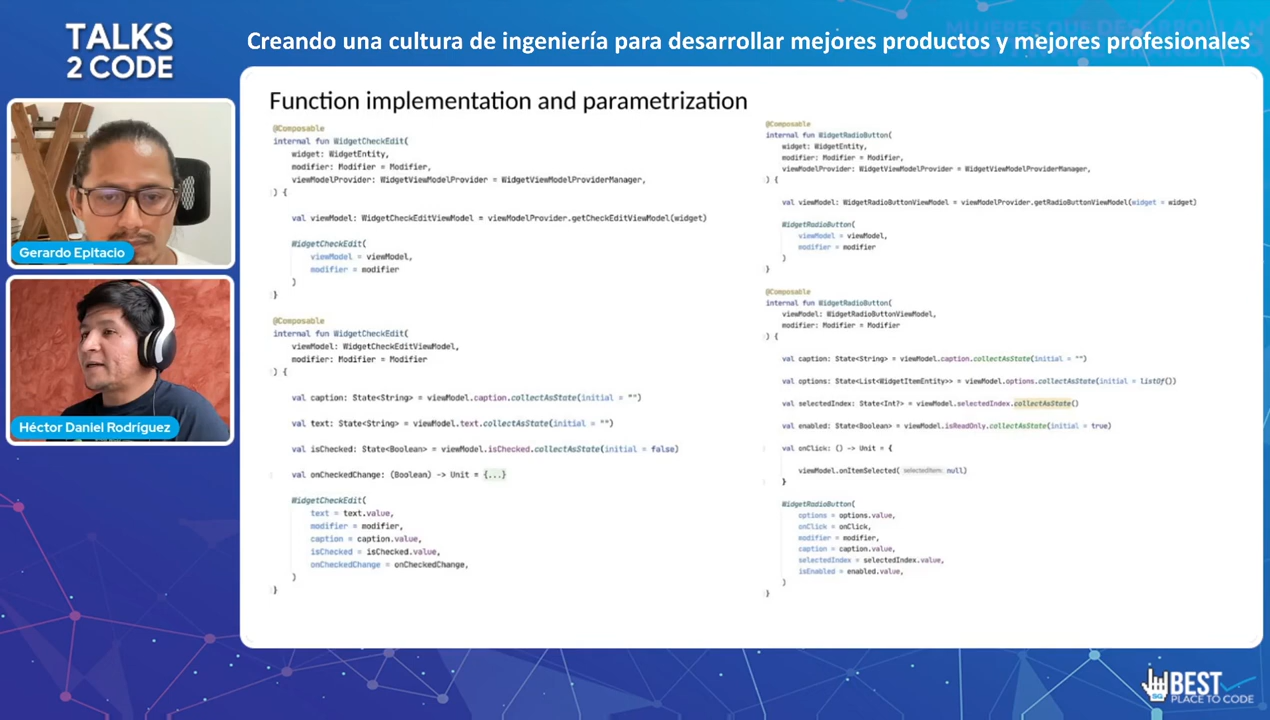 TALKS
2 CODE
Creando una cultura de ingeniería para desarrollar mejores productos y mejores profesionales
Gerardo Epitacio
Héctor Daniel Rodríguez
Function implementation and parametrization
@Composable
internal fun WidgetCheckEdit(
widget: WidgetEntity,
modifier: Modifier = Modifier,
viewModelProvider: WidgetViewModelProvider = WidgetViewModelProviderManager,
) {
val viewModel: WidgetCheckEditViewModel = viewModelProvider.getCheckEditViewModel(widget)
WidgetCheckEdit(
viewModel = viewModel,
modifier = modifier
)
}
@Composable
internal fun WidgetCheckEdit(
viewModel: WidgetCheckEditViewModel,
modifier: Modifier = Modifier
) {
val caption: State<String> = viewModel.caption.collectAsState(initial = "")
val text: State<String> = viewModel.text.collectAsState(initial = "")
val isChecked: State<Boolean> = viewModel.isChecked.collectAsState(initial = false)
val onCheckedChange: (Boolean) -> Unit = {...}
WidgetCheckEdit(
text = text.value,
modifier = modifier,
caption = caption.value,
isChecked = isChecked.value,
onCheckedChange = onCheckedChange,
)
}
@Composable
internal fun WidgetRadioButton(
widget: WidgetEntity,
modifier: Modifier = Modifier,
viewModelProvider: WidgetViewModelProvider = WidgetViewModelProviderManager,
) {
val viewModel: WidgetRadioButtonViewModel = viewModelProvider.getRadioButtonViewModel(widget = widget)
WidgetRadioButton(
viewModel = viewModel,
modifier = modifier
)
}
@Composable
internal fun WidgetRadioButton(
viewModel: WidgetRadioButtonViewModel,
modifier: Modifier = Modifier
) {
val caption: State<String> = viewModel.caption.collectAsState(initial = "")
val options: State<List<WidgetItemEntity>> = viewModel.options.collectAsState(initial = listOf())
val selectedIndex: State<Int?> = viewModel.selectedIndex.collectAsState()
val enabled: State<Boolean> = viewModel.isReadOnly.collectAsState(initial = true)
val onClick: () -> Unit = {
viewModel.onItemSelected( selectedItem: null)
}
WidgetRadioButton(
options = options.value,
onClick = onClick,
modifier = modifier,
caption = caption.value,
selectedIndex = selectedIndex.value,
isEnabled = enabled.value,
)
}
SG BEST
PLACE TO CODE